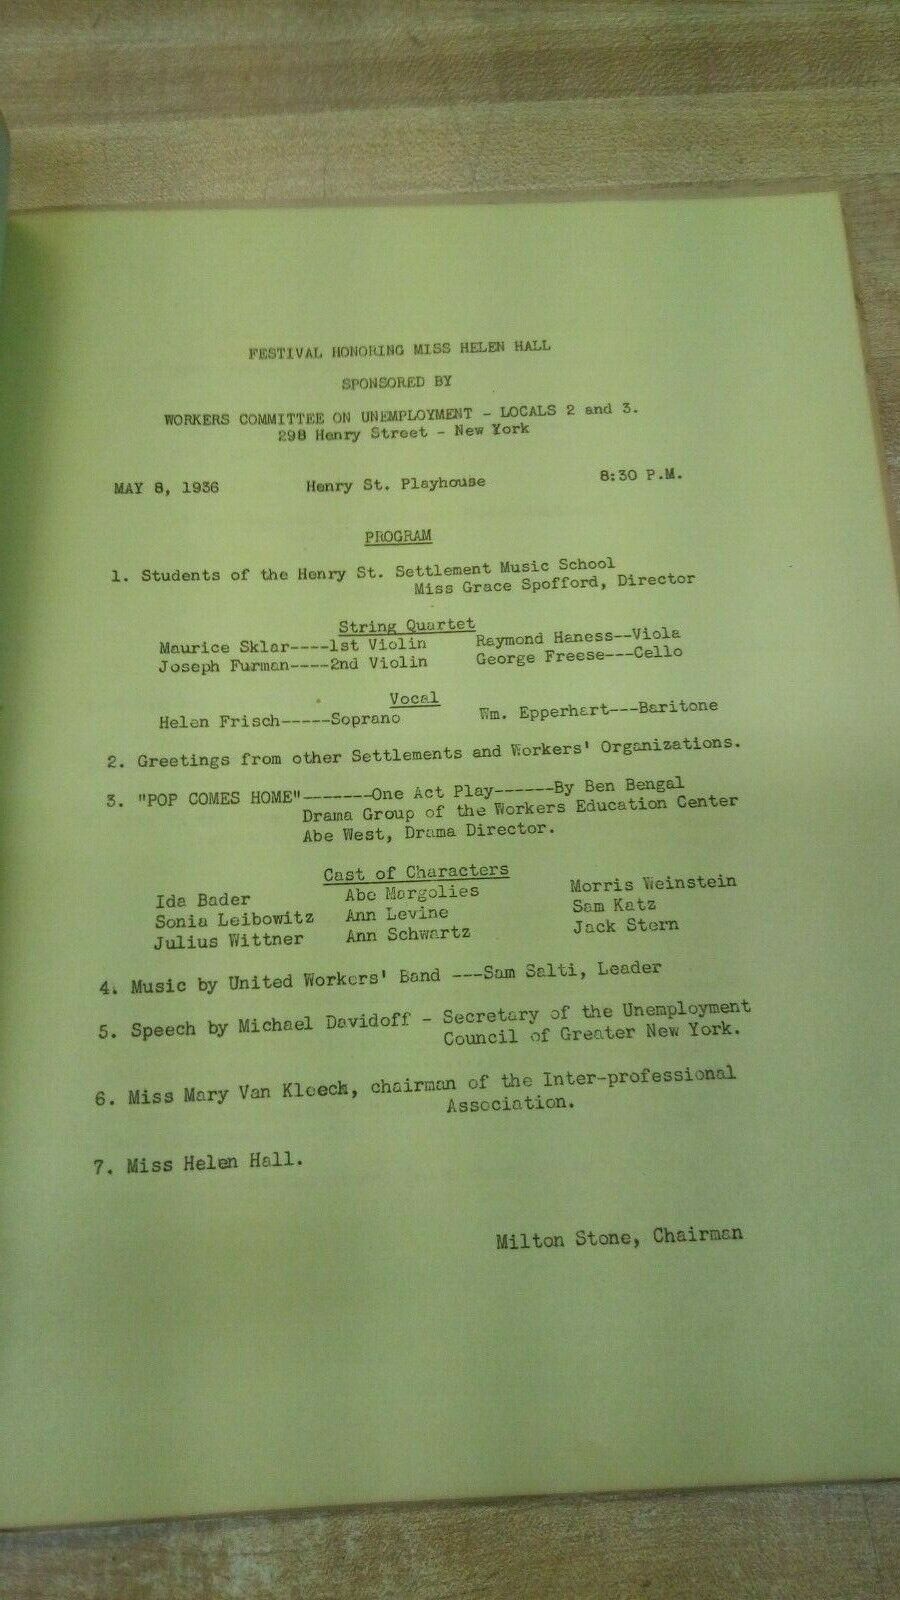 FESTIVAL HONORING MISS HELEN HALL
SPONSORED BY
WORKERS COMMITTEE ON UNEMPLOYMENT - LOCALS 2 and 3.
298 Henry Street - New York
MAY 8, 1936 Henry St. Playhouse 8:30 P.M.
PROGRAM
1. Students of the Henry St. Settlement Music School
Miss Grace Spofford, Director
String Quartet
Maurice Sklar----1st Violin Raymond Haness--Viola
Joseph Furman----2nd Violin George Freese---Cello
Vocal
Helen Frisch-----Soprano Wm. Epperhart---Baritone
2. Greetings from other Settlements and Workers' Organizations.
3. "POP COMES HOME"-------One Act Play------By Ben Bengal
Drama Group of the Workers Education Center
Abe West, Drama Director.
Cast of Characters
Ida Bader Abe Margolies Morris Weinstein
Sonia Leibowitz Ann Levine Sam Katz
Julius Wittner Ann Schwartz Jack Stern
4. Music by United Workers' Band ---Sam Salti, Leader
5. Speech by Michael Davidoff - Secretary of the Unemployment
Council of Greater New York.
6. Miss Mary Van Kleeck, chairman of the Inter-professional
Association.
7. Miss Helen Hall.
Milton Stone, Chairman